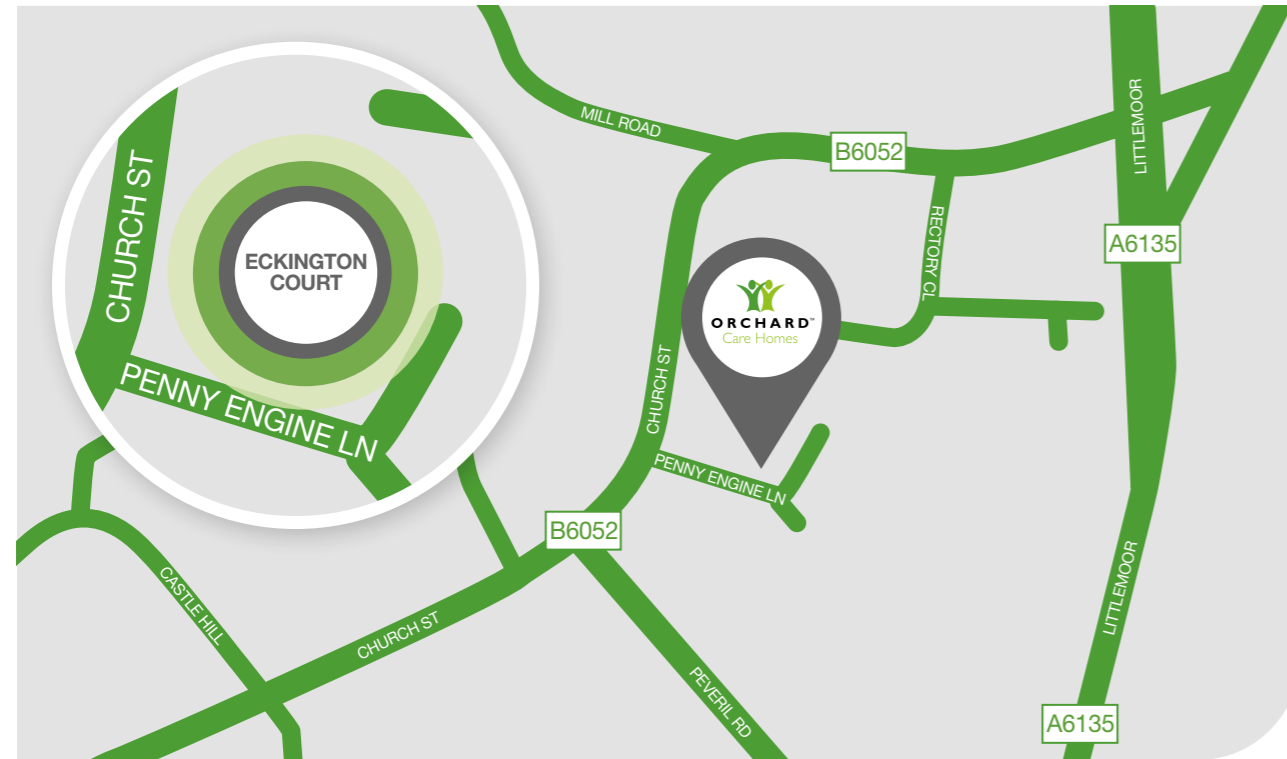 CHURCH ST
ECKINGTON
COURT
PENNY ENGINE LN
MILL ROAD
B6052
LITTLEMOOR
A6135
RECTORY CL
ORCHARD™
Care Homes
CHURCH ST
PENNY ENGINE LN
B6052
CASTLE HILL
CHURCH ST
PEVERIL RD
LITTLEMOOR
A6135